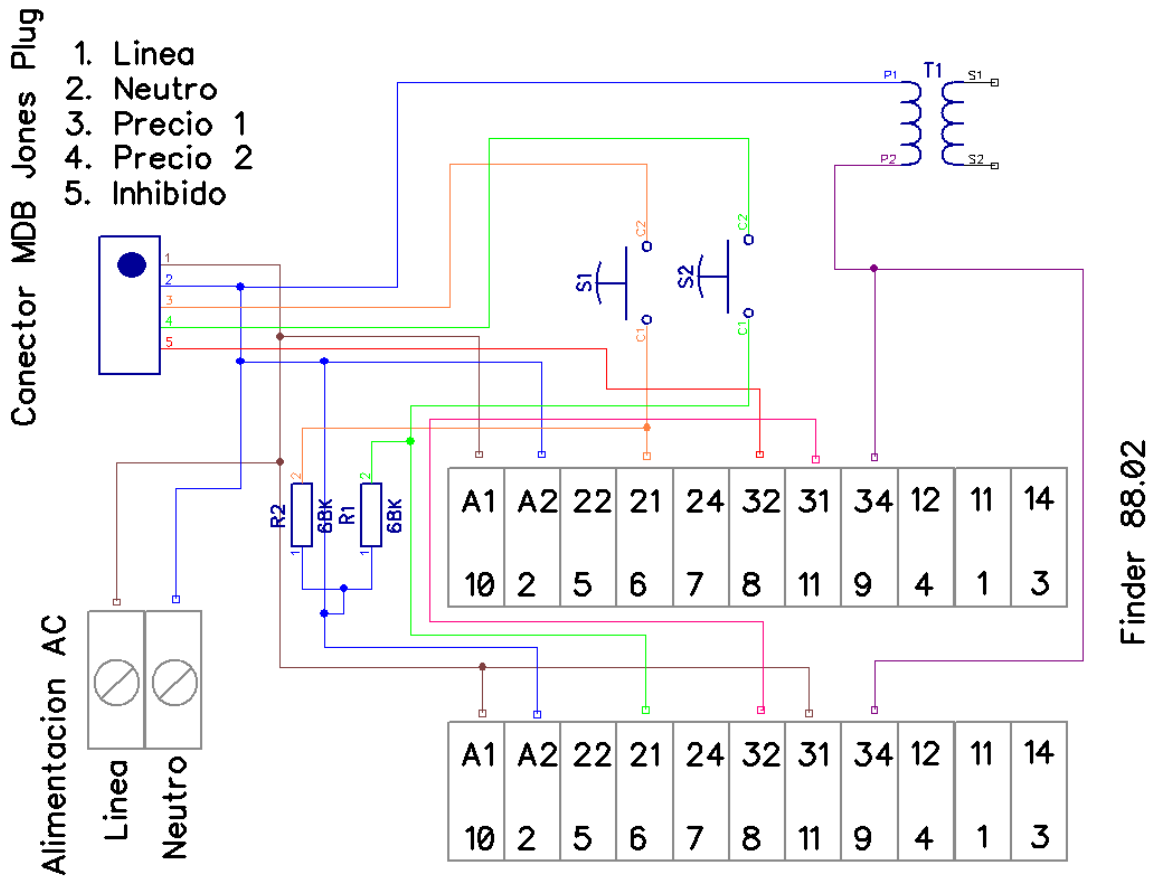 Conector MDB Jones Plug
1. Linea
2. Neutro
3. Precio 1
4. Precio 2
5. Inhibido
1
2
3
4
5
P1
P2
T1
S1
S2
C2
S1
C1
C2
S2
C1
2
R2
68K
1
2
R1
68K
1
A1 A2 22 21 24 32 31 34 12 11 14
10 2 5 6 7 8 11 9 4 1 3
Finder 88.02
Alimentacion AC
Linea
Neutro
A1 A2 22 21 24 32 31 34 12 11 14
10 2 5 6 7 8 11 9 4 1 3